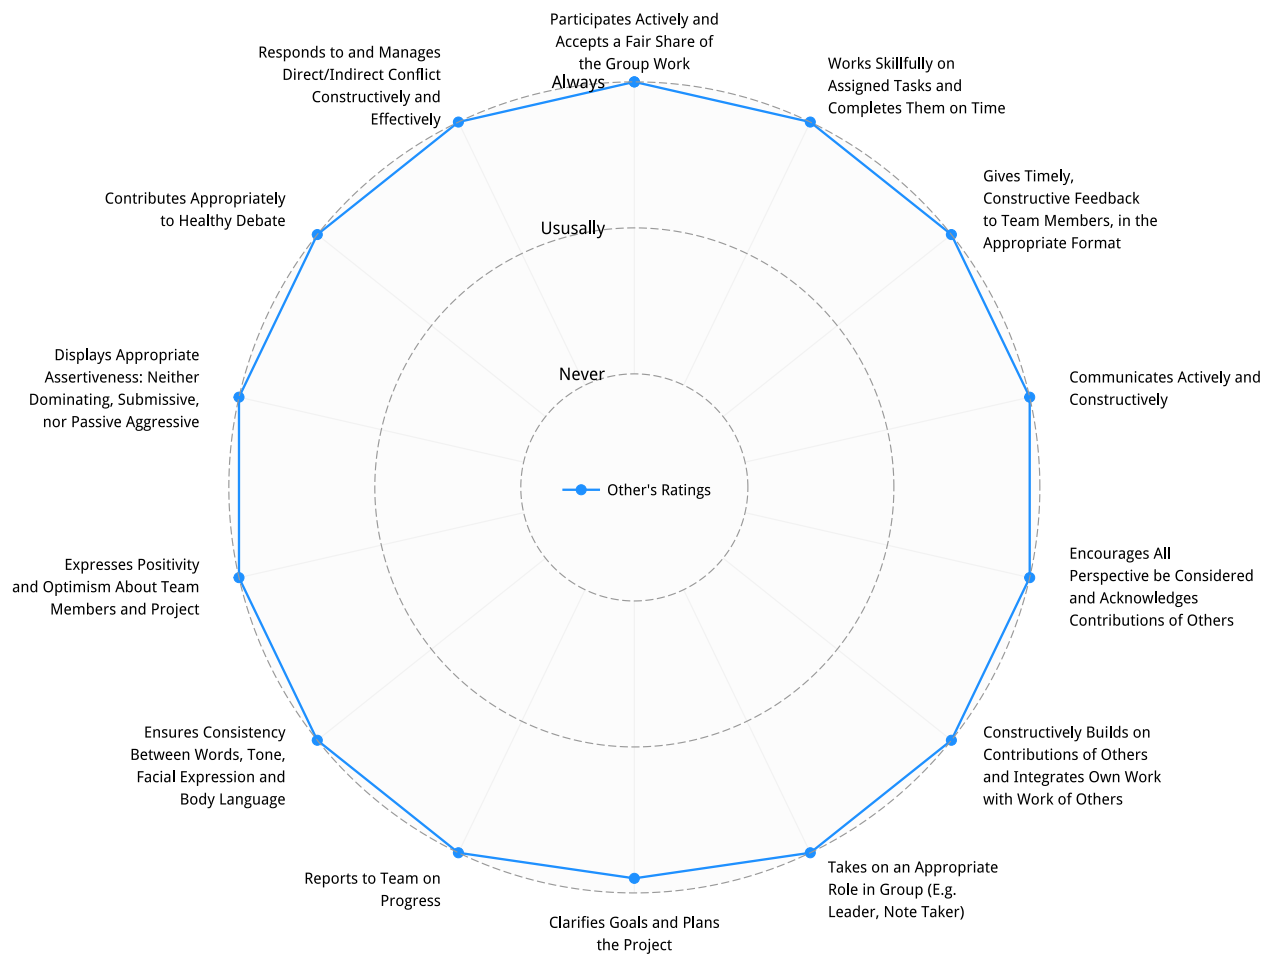 Participates Actively and
Accepts a Fair Share of
the Group Work
Works Skillfully on
Assigned Tasks and
Completes Them on Time
Gives Timely,
Constructive Feedback
to Team Members, in the
Appropriate Format
Communicates Actively and
Constructively
Encourages All
Perspective be Considered
and Acknowledges
Contributions of Others
Constructively Builds on
Contributions of Others
and Integrates Own Work
with Work of Others
Takes on an Appropriate
Role in Group (E.g.
Leader, Note Taker)
Clarifies Goals and Plans
the Project
Reports to Team on
Progress
Ensures Consistency
Between Words, Tone,
Facial Expression and
Body Language
Expresses Positivity
and Optimism About Team
Members and Project
Displays Appropriate
Assertiveness: Neither
Dominating, Submissive,
nor Passive Aggressive
Contributes Appropriately
to Healthy Debate
Responds to and Manages
Direct/Indirect Conflict
Constructively and
Effectively
Always
Ususally
Never
Other's Ratings